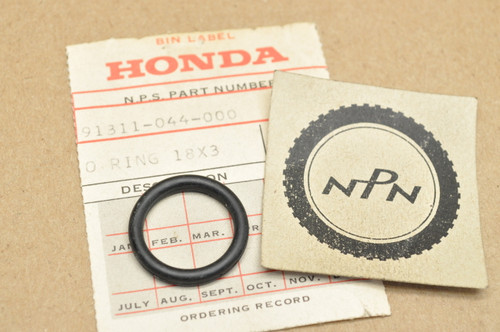 BIN LABEL
HONDA
N.P.S. PART NUMBER
91311-044-000
O RING 18X3
JAN. FEB. MAR.
JULY AUG. SEPT. OCT. NOV.
ORDERING RECORD
NPN